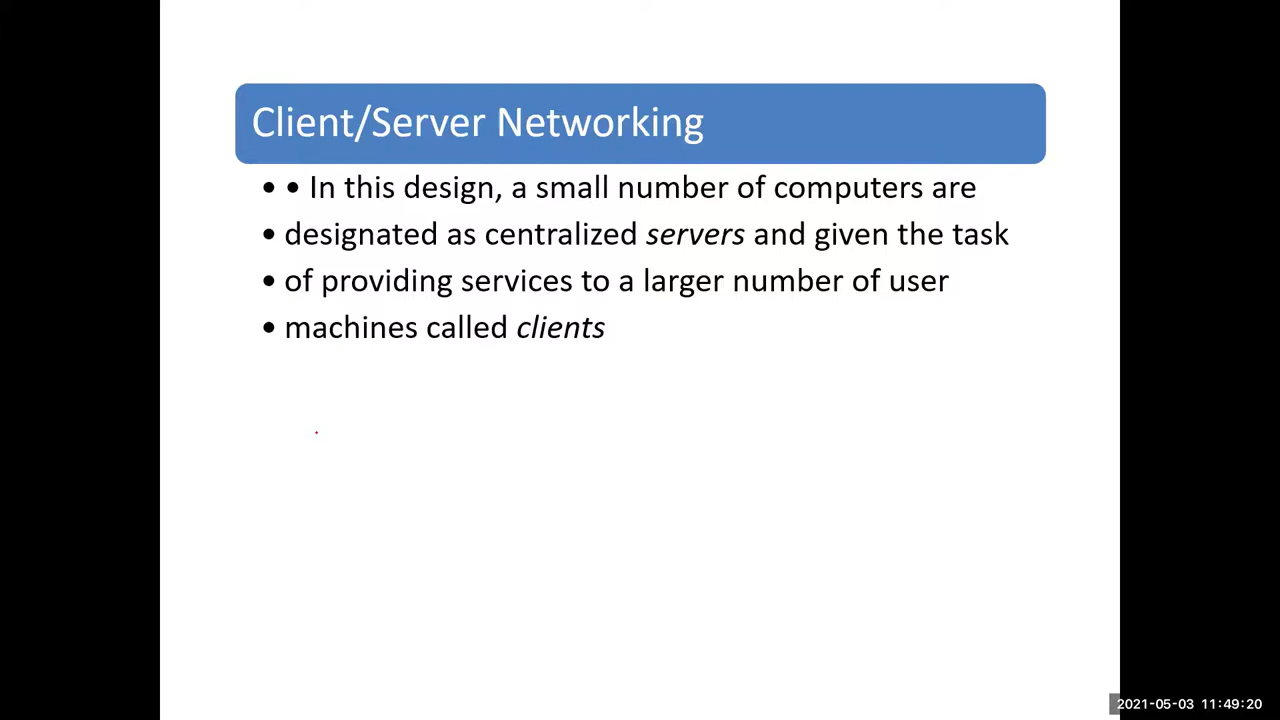 Client/Server Networking
• • In this design, a small number of computers are
• designated as centralized servers and given the task
• of providing services to a larger number of user
• machines called clients
2021-05-03 11:49:20